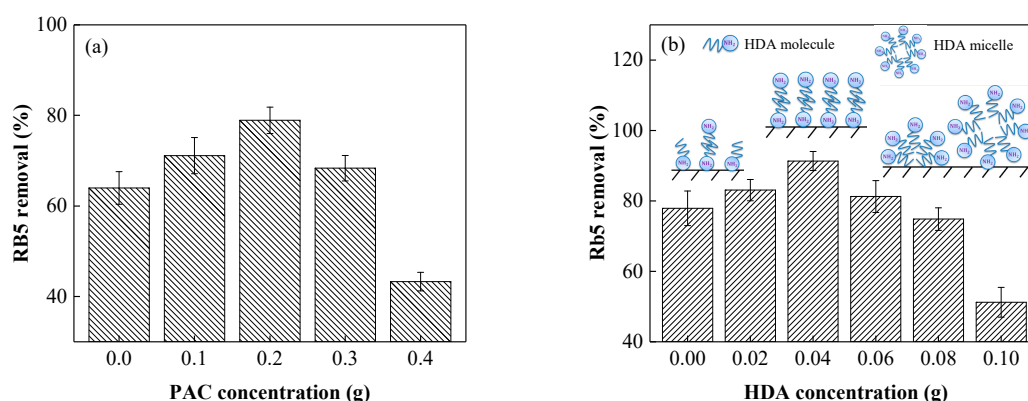 (a)
RB5 removal (%)
100
80
60
40
0.0 0.1 0.2 0.3 0.4
PAC concentration (g)
(b)
HDA molecule
HDA micelle
NH₂
Rb5 removal (%)
120
100
80
60
40
0.00 0.02 0.04 0.06 0.08 0.10
HDA concentration (g)